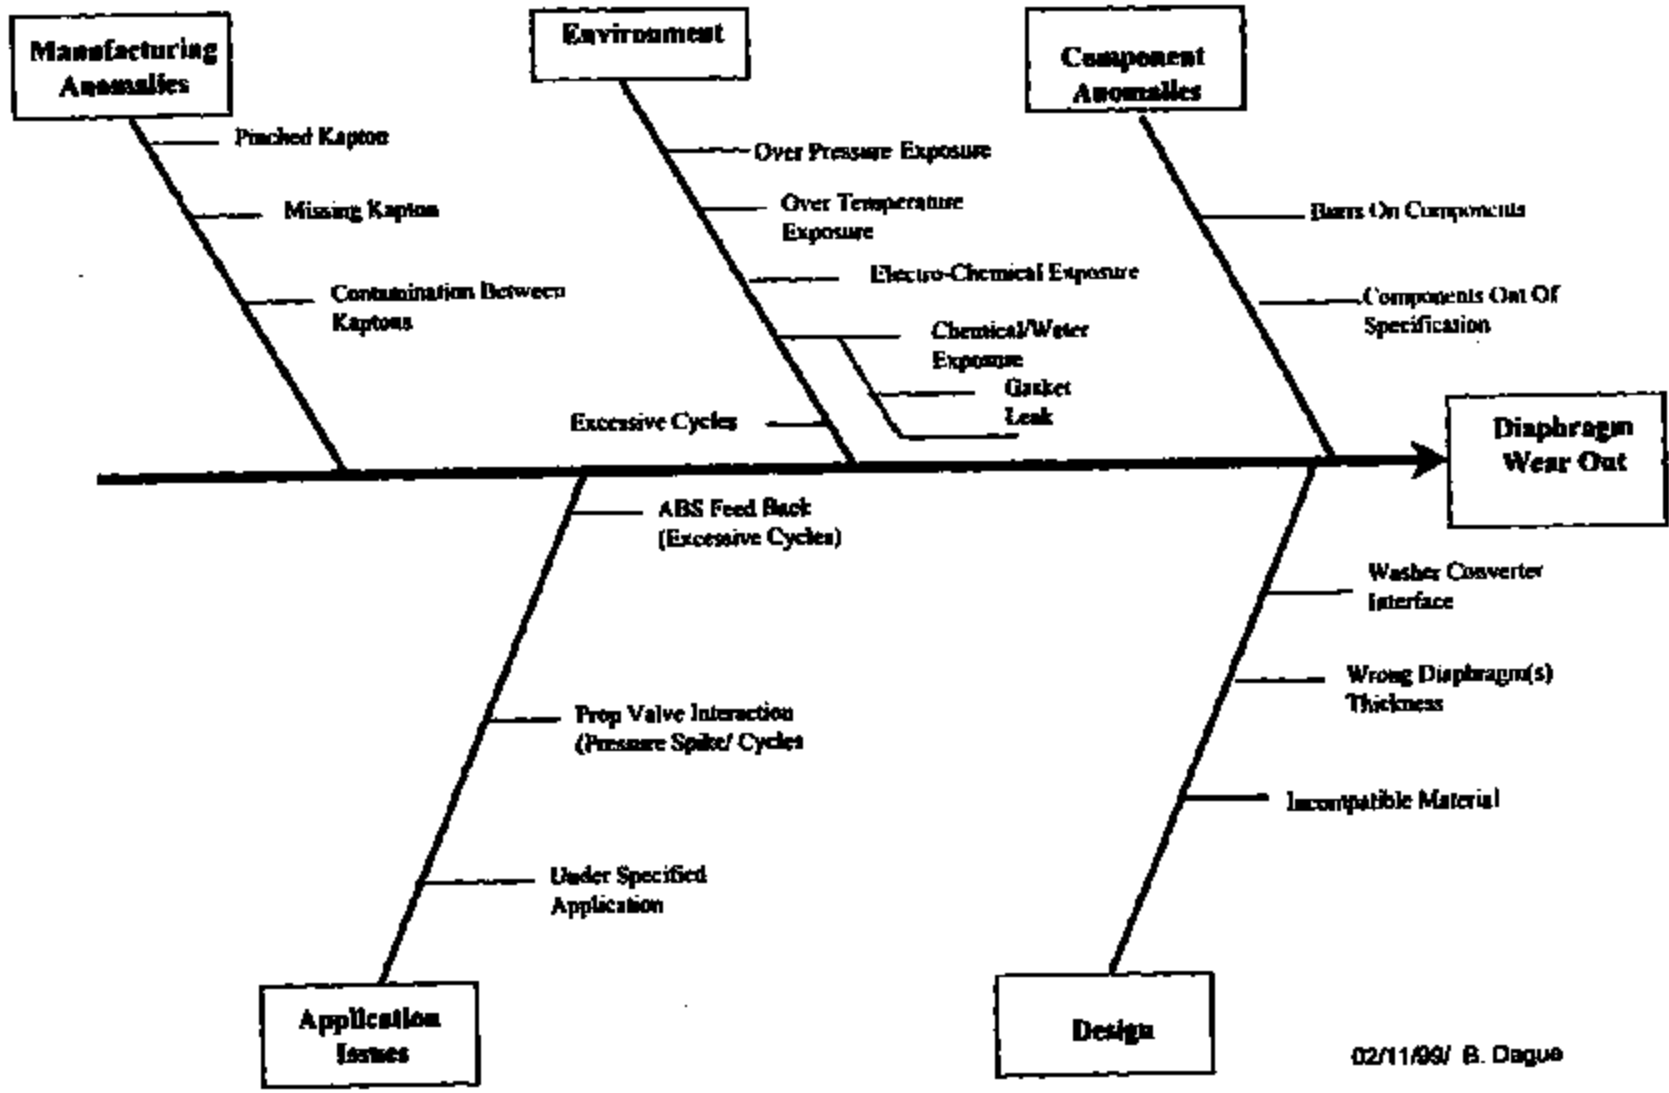 Manufacturing
Anomalies
Environment
Component
Anomalies
Pinched Kapton
Missing Kapton
Contamination Between
Kaptons
Over Pressure Exposure
Over Temperature
Exposure
Electro-Chemical Exposure
Chemical/Water
Exposure
Gasket
Leak
Excessive Cycles
Burrs On Components
Components Out Of
Specification
Diaphragm
Wear Out
ABS Feed Back
(Excessive Cycles)
Prop Valve Interaction
(Pressure Spike/ Cycles
Under Specified
Application
Washer Converter
Interface
Wrong Diaphragm(s)
Thickness
Incompatible Material
Application
Issues
Design
02/11/99/ B. Dague